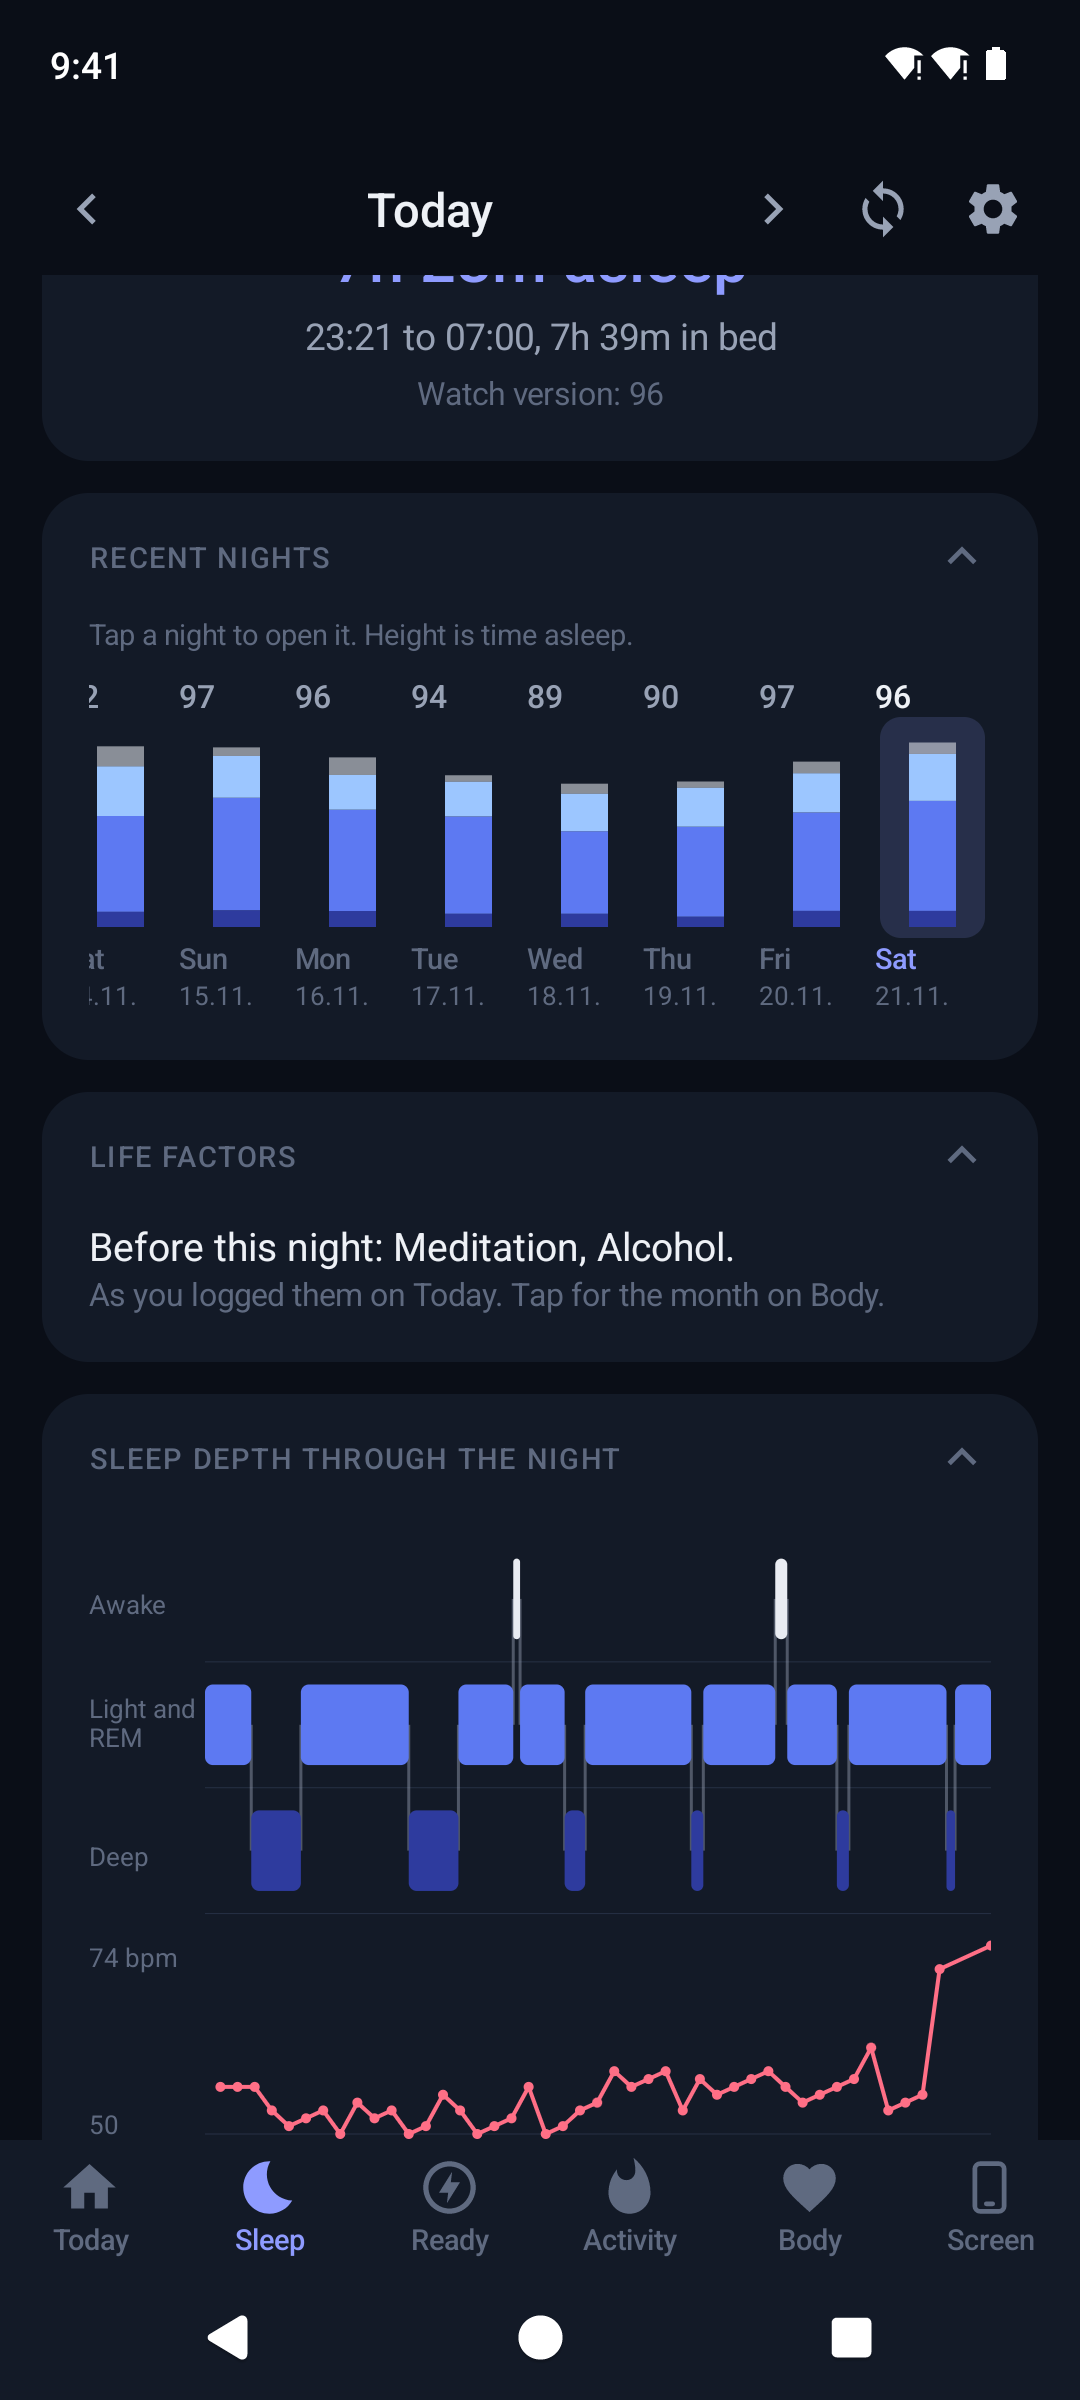 9:41
Today
23:21 to 07:00, 7h 39m in bed
Watch version: 96
RECENT NIGHTS
Tap a night to open it. Height is time asleep.
2 97 96 94 89 90 97 96
at Sun Mon Tue Wed Thu Fri Sat
.11. 15.11. 16.11. 17.11. 18.11. 19.11. 20.11. 21.11.
LIFE FACTORS
Before this night: Meditation, Alcohol.
As you logged them on Today. Tap for the month on Body.
SLEEP DEPTH THROUGH THE NIGHT
Awake
Light and
REM
Deep
74 bpm
50
Today Sleep Ready Activity Body Screen